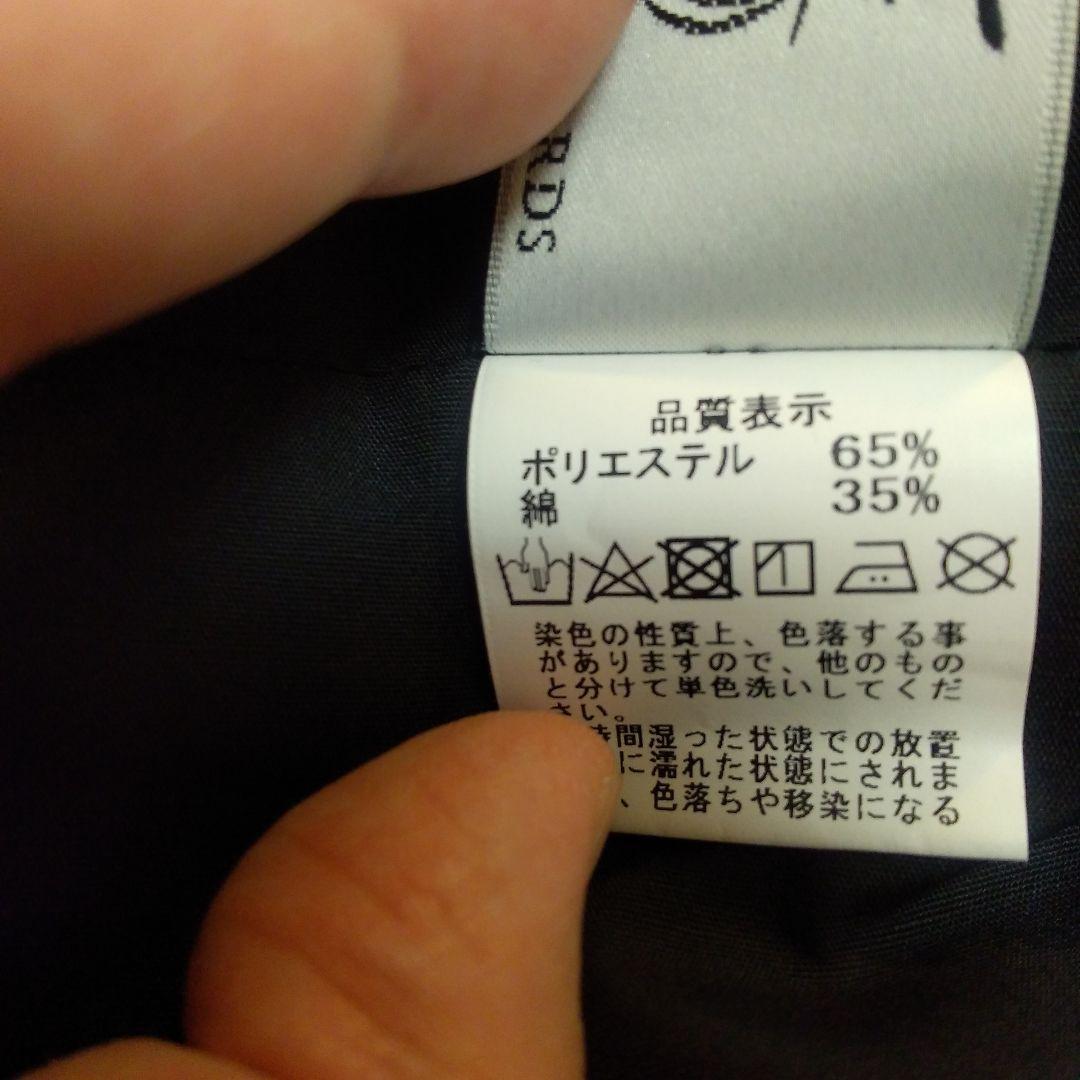 RDS
品質表示
ポリエステル 65%
綿 35%
染色の性質上、色落する事
がありますので、他のもの
と分けて単色洗いしてくだ
さい。
時間湿った状態での放置
に濡れた状態にされま
、色落ちや移染になる